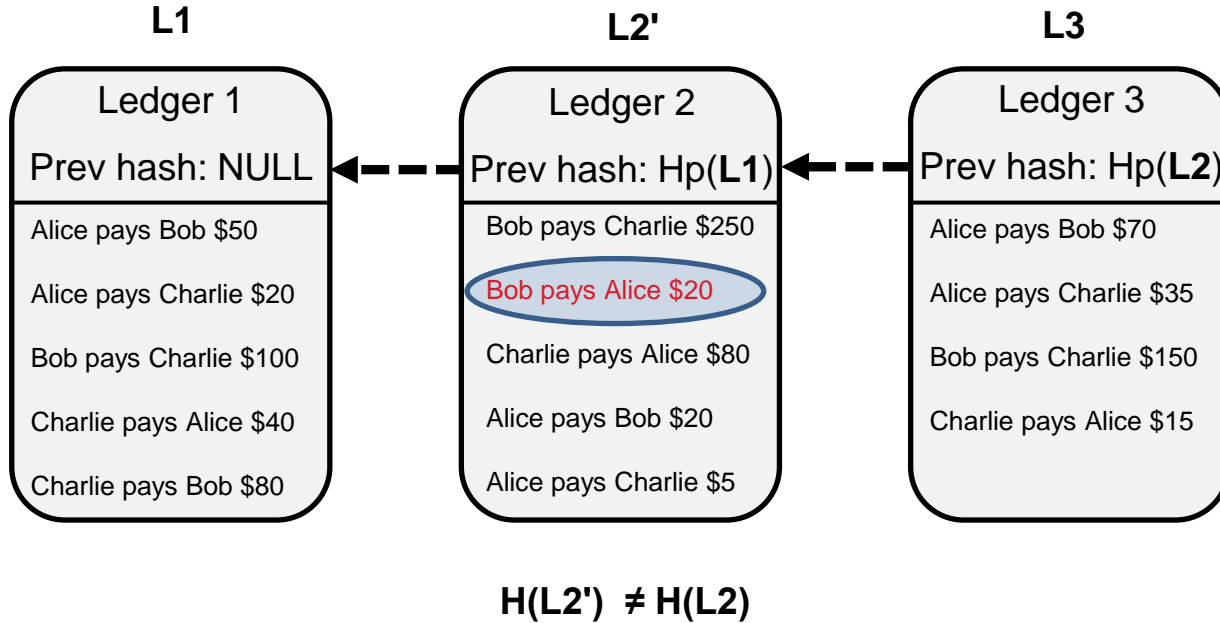 L1
Ledger 1
Prev hash: NULL
Alice pays Bob $50
Alice pays Charlie $20
Bob pays Charlie $100
Charlie pays Alice $40
Charlie pays Bob $80
L2'
Ledger 2
Prev hash: Hp(L1)
Bob pays Charlie $250
Bob pays Alice $20
Charlie pays Alice $80
Alice pays Bob $20
Alice pays Charlie $5
L3
Ledger 3
Prev hash: Hp(L2)
Alice pays Bob $70
Alice pays Charlie $35
Bob pays Charlie $150
Charlie pays Alice $15
H(L2') ≠ H(L2)